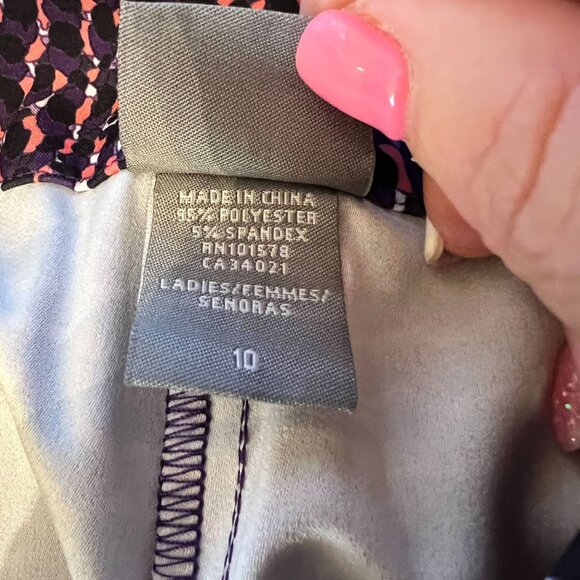 MADE IN CHINA
95% POLYESTER
5% SPANDEX
RN101578
CA34021
LADIES/FEMMES/
SENORAS
10